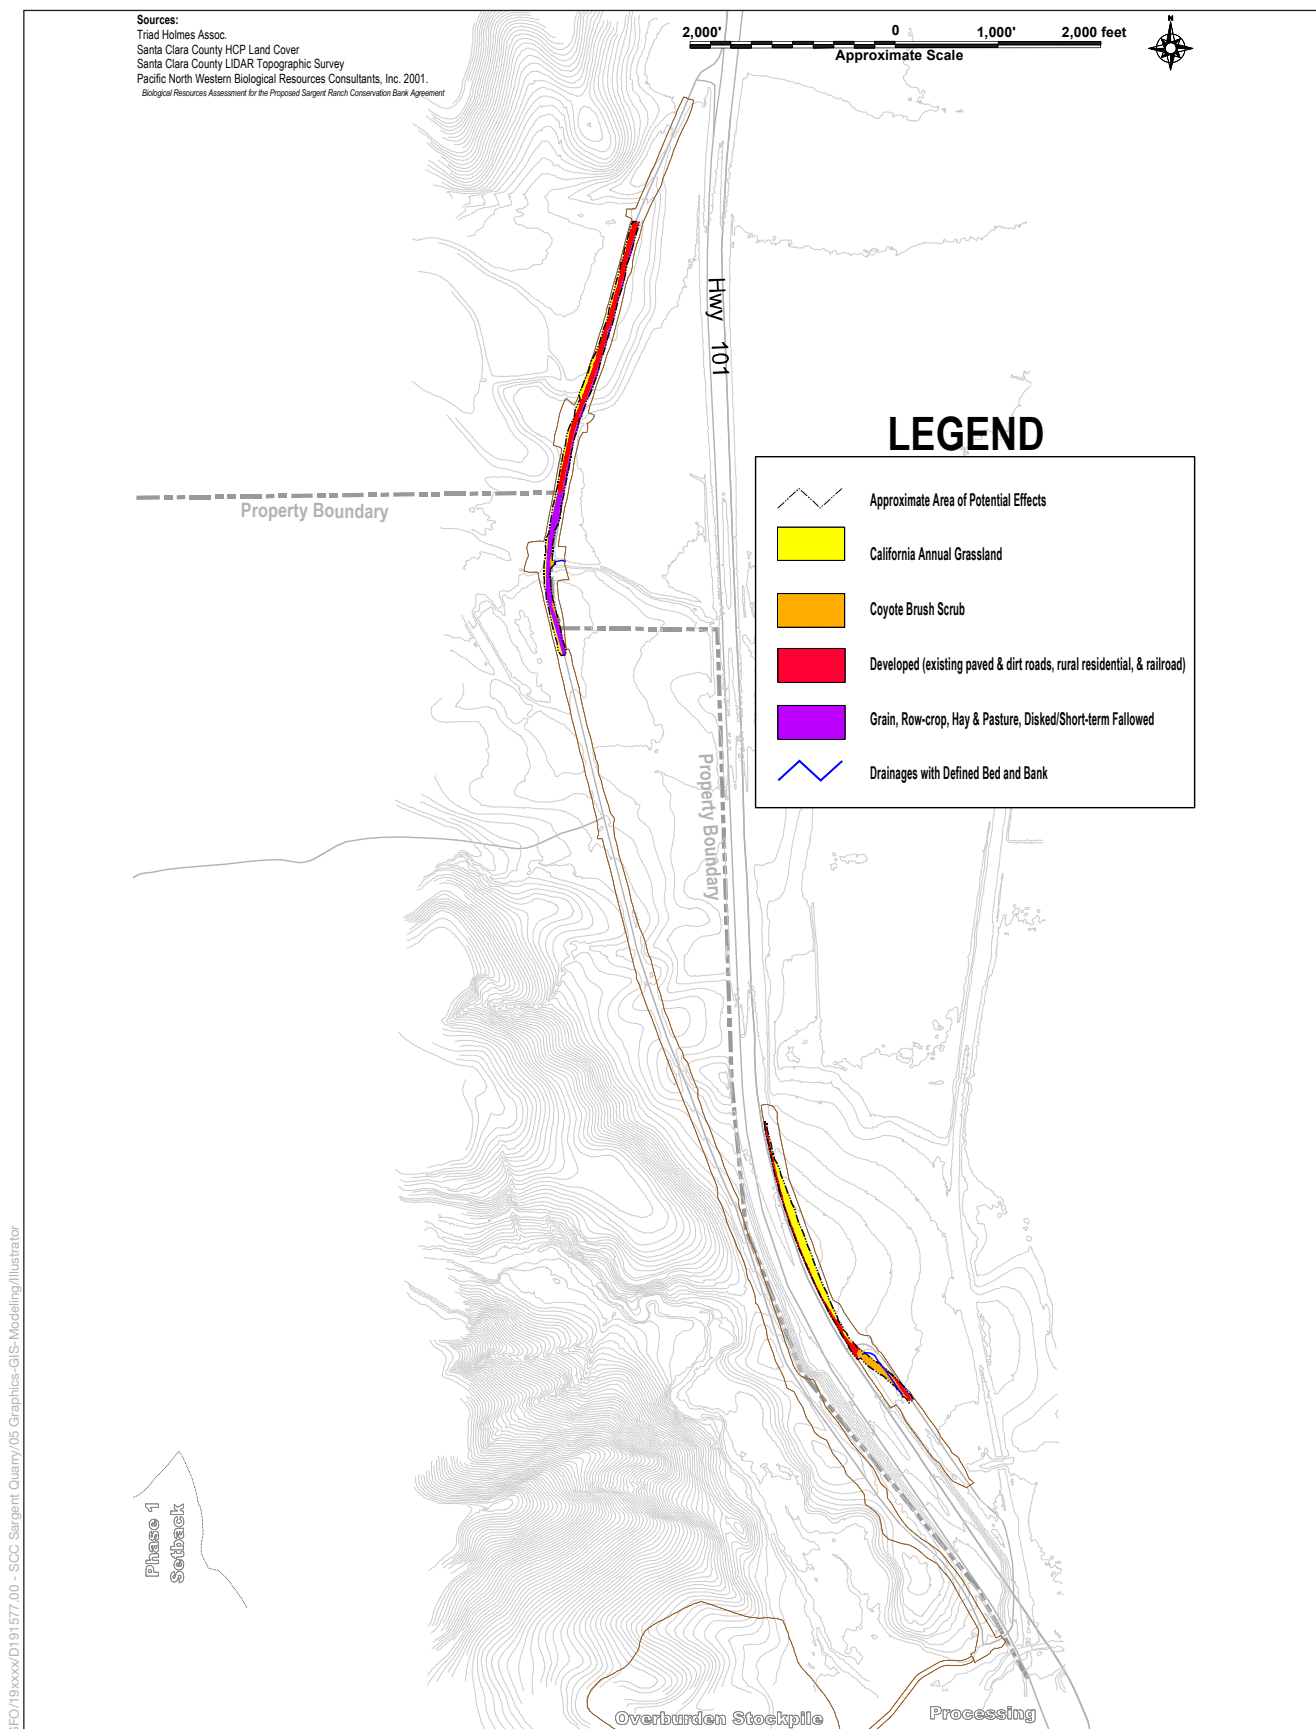 Sources:
Triad Holmes Assoc.
Santa Clara County HCP Land Cover
Santa Clara County LIDAR Topographic Survey
Pacific North Western Biological Resources Consultants, Inc. 2001.
Biological Resources Assessment for the Proposed Sargent Ranch Conservation Bank Agreement
2,000' 0 1,000' 2,000 feet
Approximate Scale
N
Hwy 101
LEGEND
Approximate Area of Potential Effects
California Annual Grassland
Coyote Brush Scrub
Developed (existing paved & dirt roads, rural residential, & railroad)
Grain, Row-crop, Hay & Pasture, Disked/Short-term Fallowed
Drainages with Defined Bed and Bank
Property Boundary
Property Boundary
Phase 1
Setback
Overburden Stockpile
Processing
SFO/19xxxx/D191577.00 - SCC Sargent Quarry/05 Graphics-GIS-Modeling/Illustrator